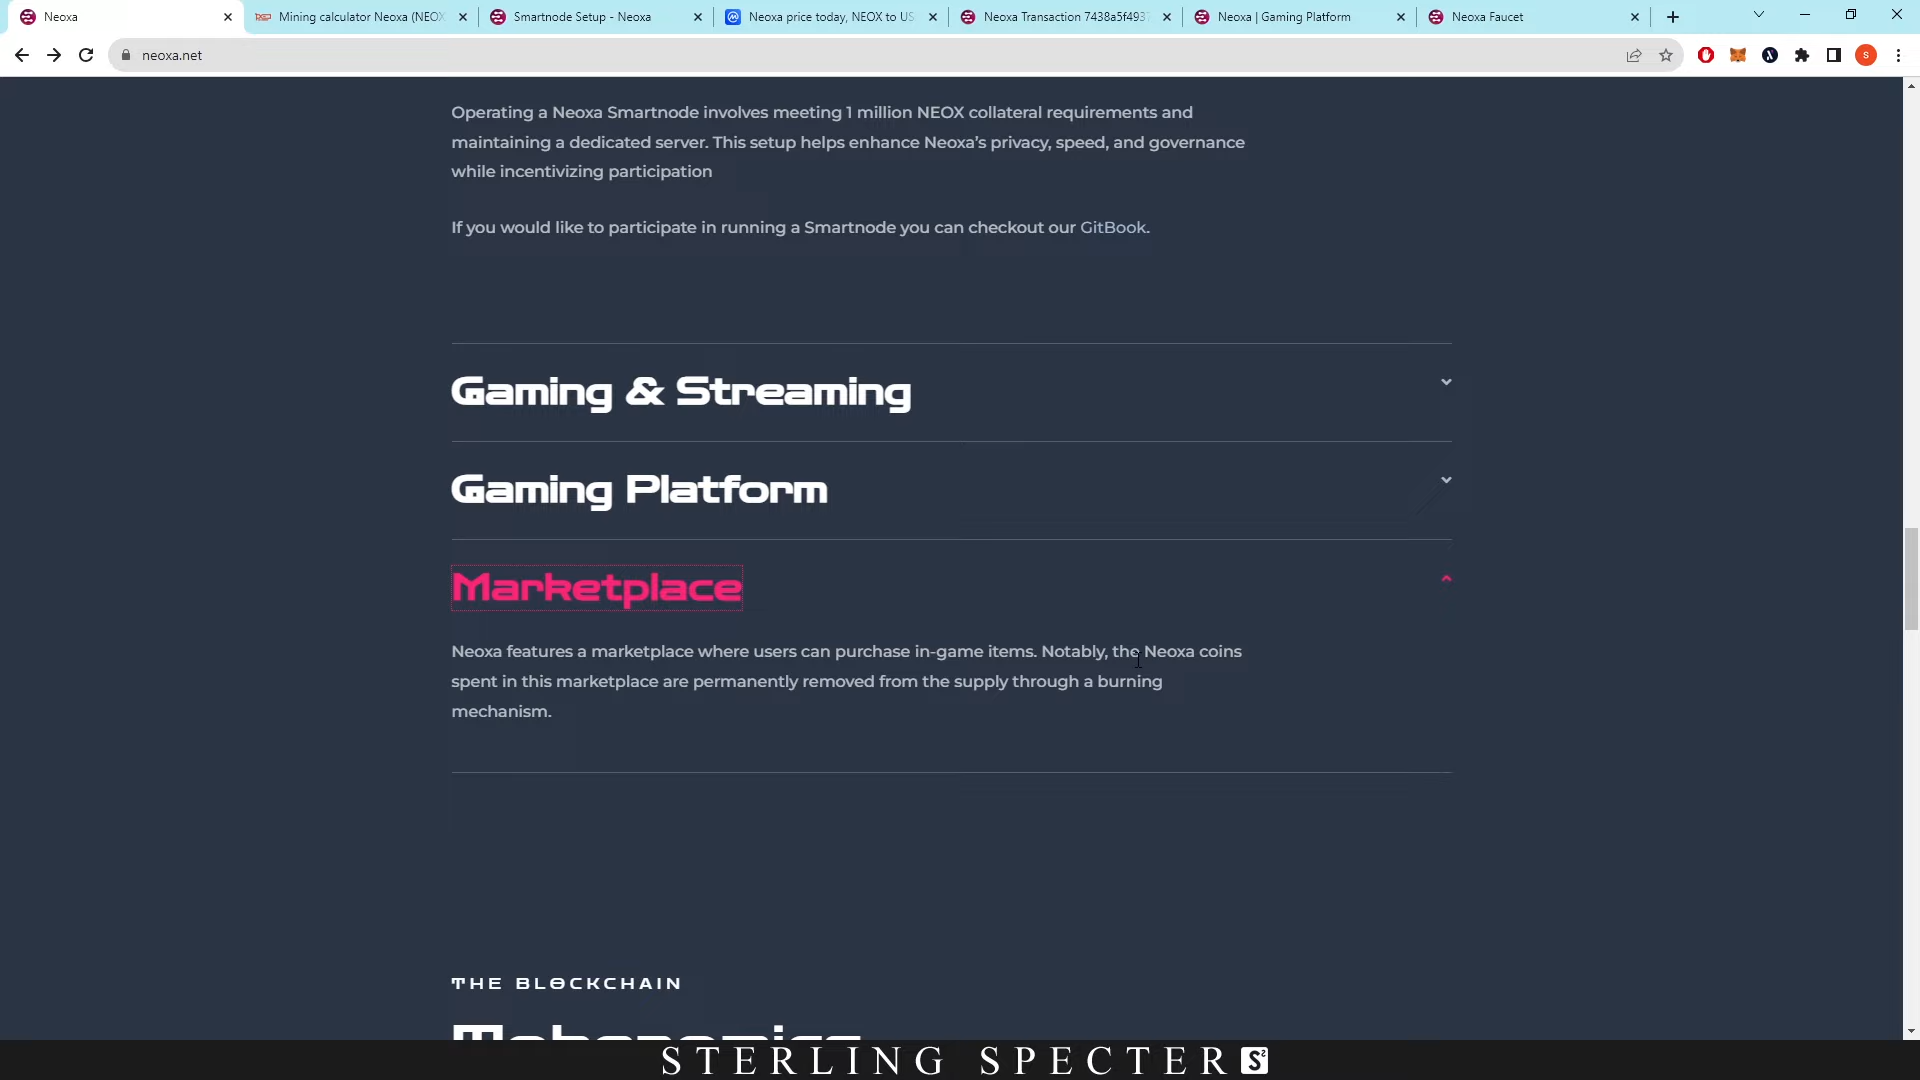 Neoxa
Mining calculator Neoxa (NEOX
Smartnode Setup - Neoxa
Neoxa price today, NEOX to US
Neoxa Transaction 7438a5f4937
Neoxa | Gaming Platform
Neoxa Faucet
neoxa.net
S
Operating a Neoxa Smartnode involves meeting 1 million NEOX collateral requirements and
maintaining a dedicated server. This setup helps enhance Neoxa’s privacy, speed, and governance
while incentivizing participation
If you would like to participate in running a Smartnode you can checkout our GitBook.
Gaming & Streaming
Gaming Platform
Marketplace
Neoxa features a marketplace where users can purchase in-game items. Notably, the Neoxa coins
spent in this marketplace are permanently removed from the supply through a burning
mechanism.
THE BLOCKCHAIN
STERLING SPECTER S²